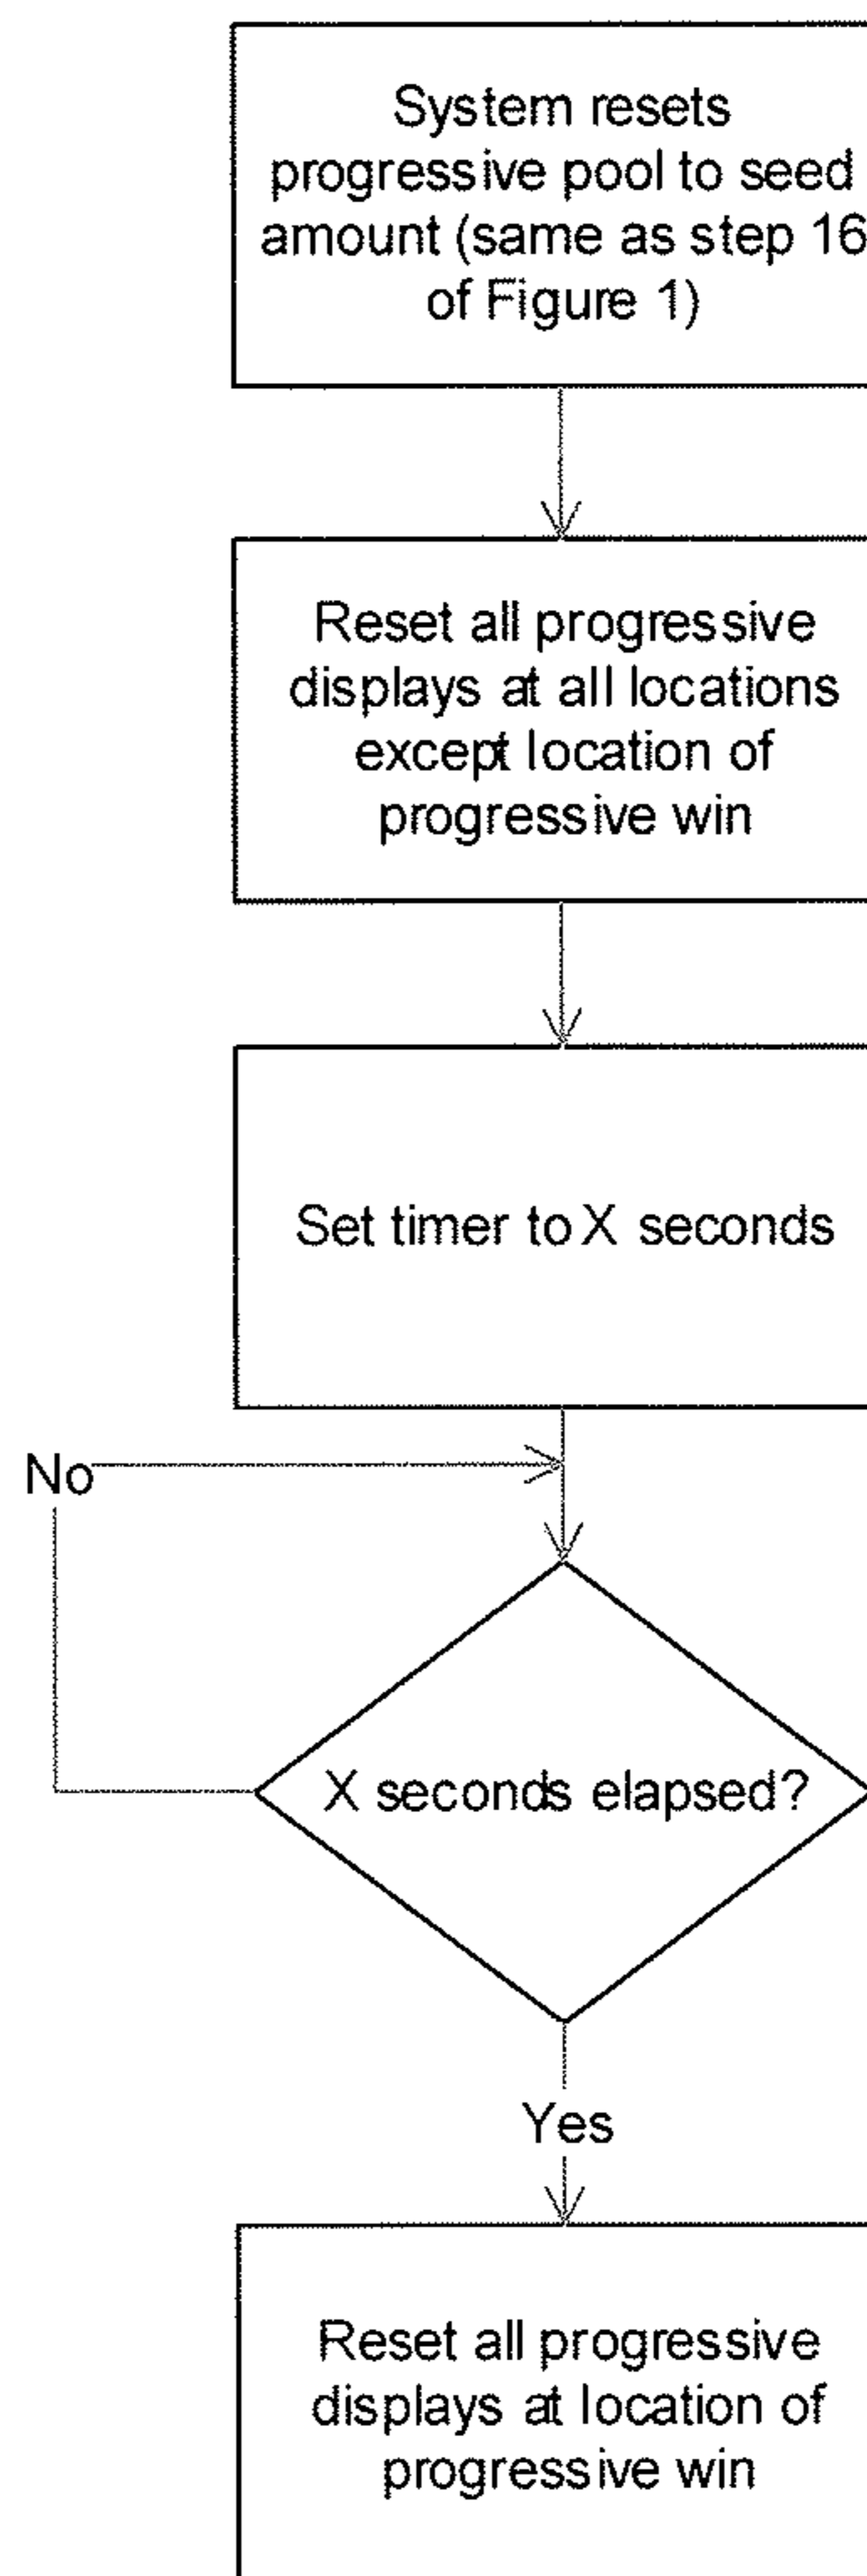 System resets
progressive pool to seed
amount (same as step 16
of Figure 1)
Reset all progressive
displays at all locations
except location of
progressive win
Set timer to X seconds
No
X seconds elapsed?
Yes
Reset all progressive
displays at location of
progressive win